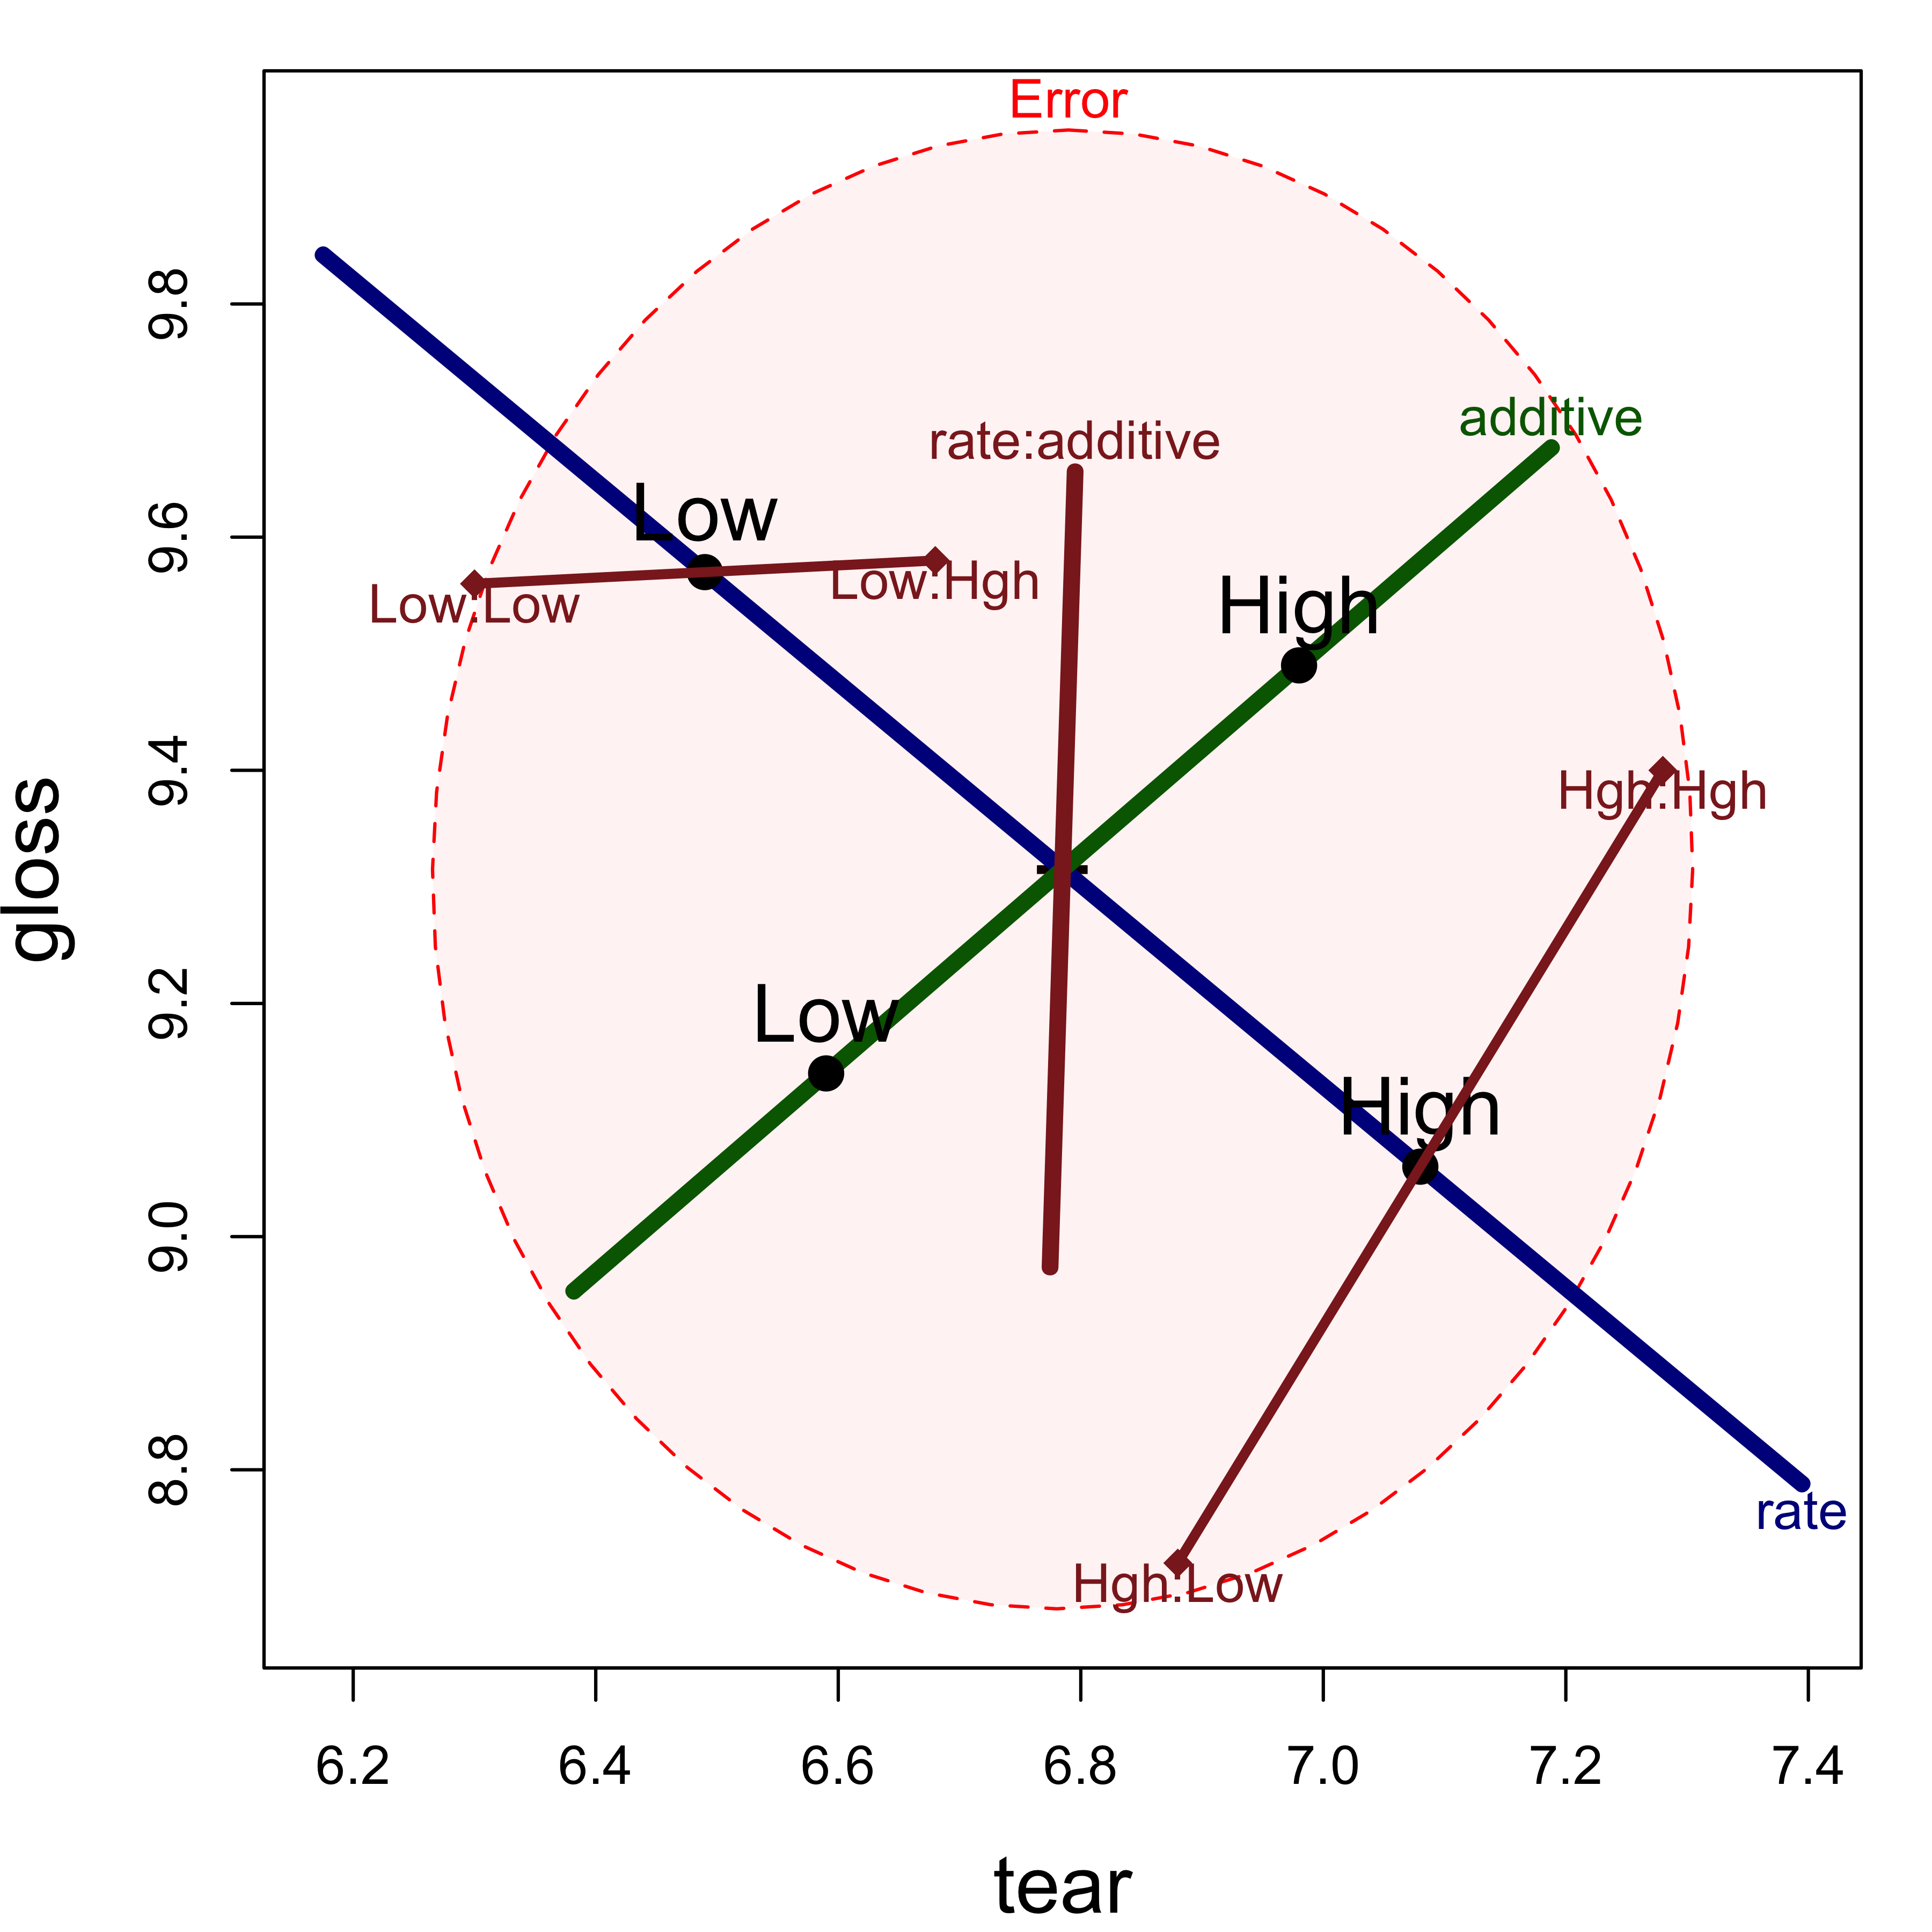 Error
9.8
additive
rate:additive
Low
9.6
Low:Hgh
Low:Low
High
9.4
Hgh:Hgh
gloss
9.2
Low
High
9.0
8.8
rate
Hgh:Low
6.2 6.4 6.6 6.8 7.0 7.2 7.4
tear